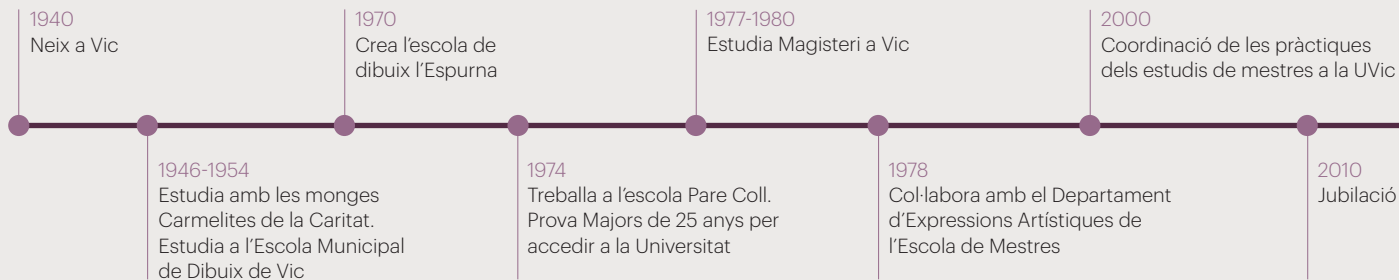 1940
Neix a Vic
1946-1954
Estudia amb les monges
Carmelites de la Caritat.
Estudia a l’Escola Municipal
de Dibuix de Vic
1970
Crea l’escola de
dibuix l’Espurna
1974
Treballa a l’escola Pare Coll.
Prova Majors de 25 anys per
accedir a la Universitat
1977-1980
Estudia Magisteri a Vic
1978
Col·labora amb el Departament
d’Expressions Artístiques de
l’Escola de Mestres
2000
Coordinació de les pràctiques
dels estudis de mestres a la UVic
2010
Jubilació